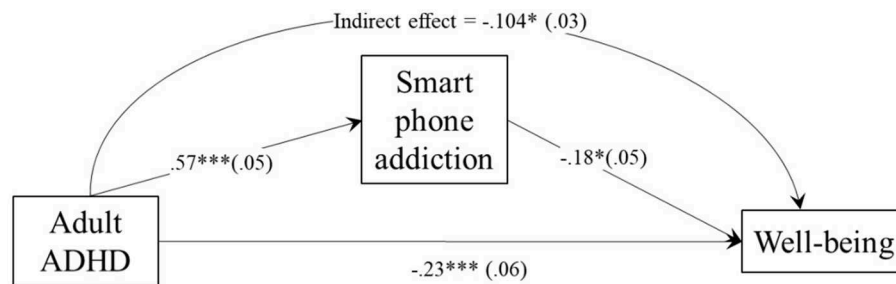 Indirect effect = -.104* (.03)
Smart
phone
addiction
.57***(.05)
-.18*(.05)
Adult
ADHD
Well-being
-.23*** (.06)